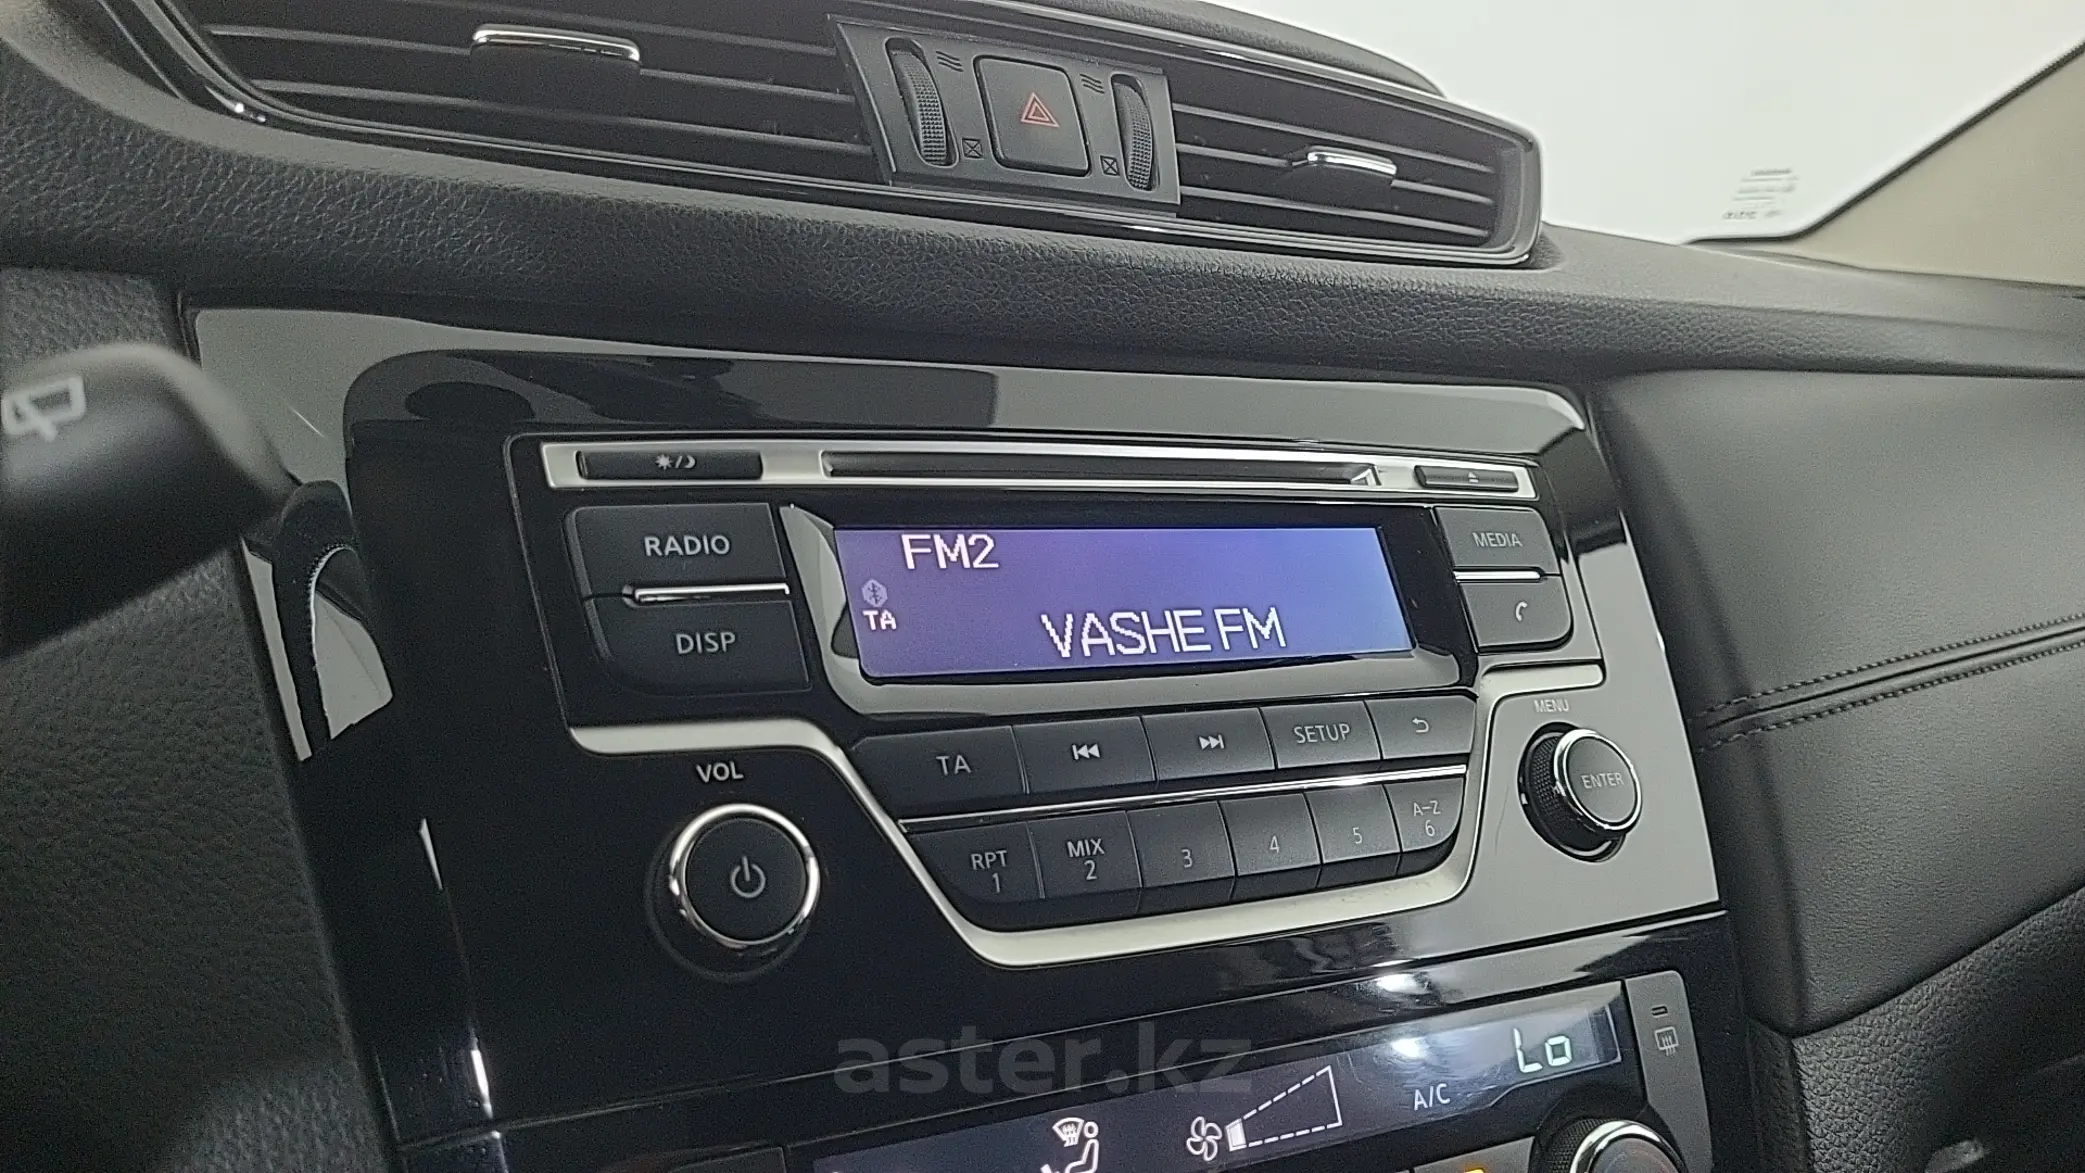 RADIO
FM2
MEDIA
TA
DISP
VASHE FM
MENU
TA
SETUP
VOL
ENTER
RPT
1
MIX
2
3
4
5
A-Z
6
Lo
A/C
aster.kz